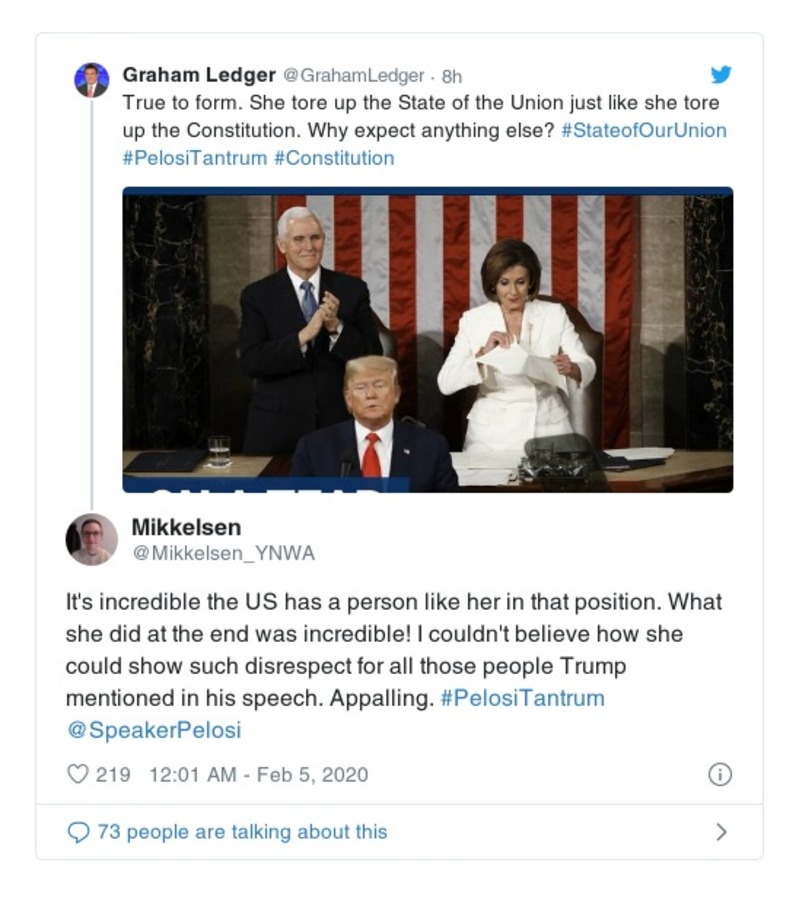 Graham Ledger @GrahamLedger · 8h
True to form. She tore up the State of the Union just like she tore
up the Constitution. Why expect anything else? #StateofOurUnion
#PelosiTantrum #Constitution
ON A TEAR
Mikkelsen
@Mikkelsen_YNWA
It's incredible the US has a person like her in that position. What
she did at the end was incredible! I couldn't believe how she
could show such disrespect for all those people Trump
mentioned in his speech. Appalling. #PelosiTantrum
@SpeakerPelosi
219 12:01 AM - Feb 5, 2020
73 people are talking about this